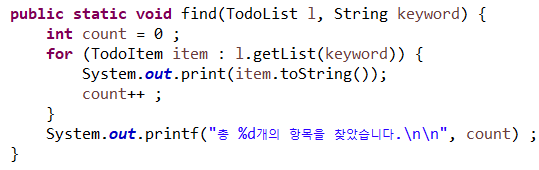 public static void find(TodoList l, String keyword) {
    int count = 0 ;
    for (TodoItem item : l.getList(keyword)) {
        System.out.print(item.toString());
        count++ ;
    }
    System.out.printf("총 %d개의 항목을 찾았습니다.\n\n", count) ;
}